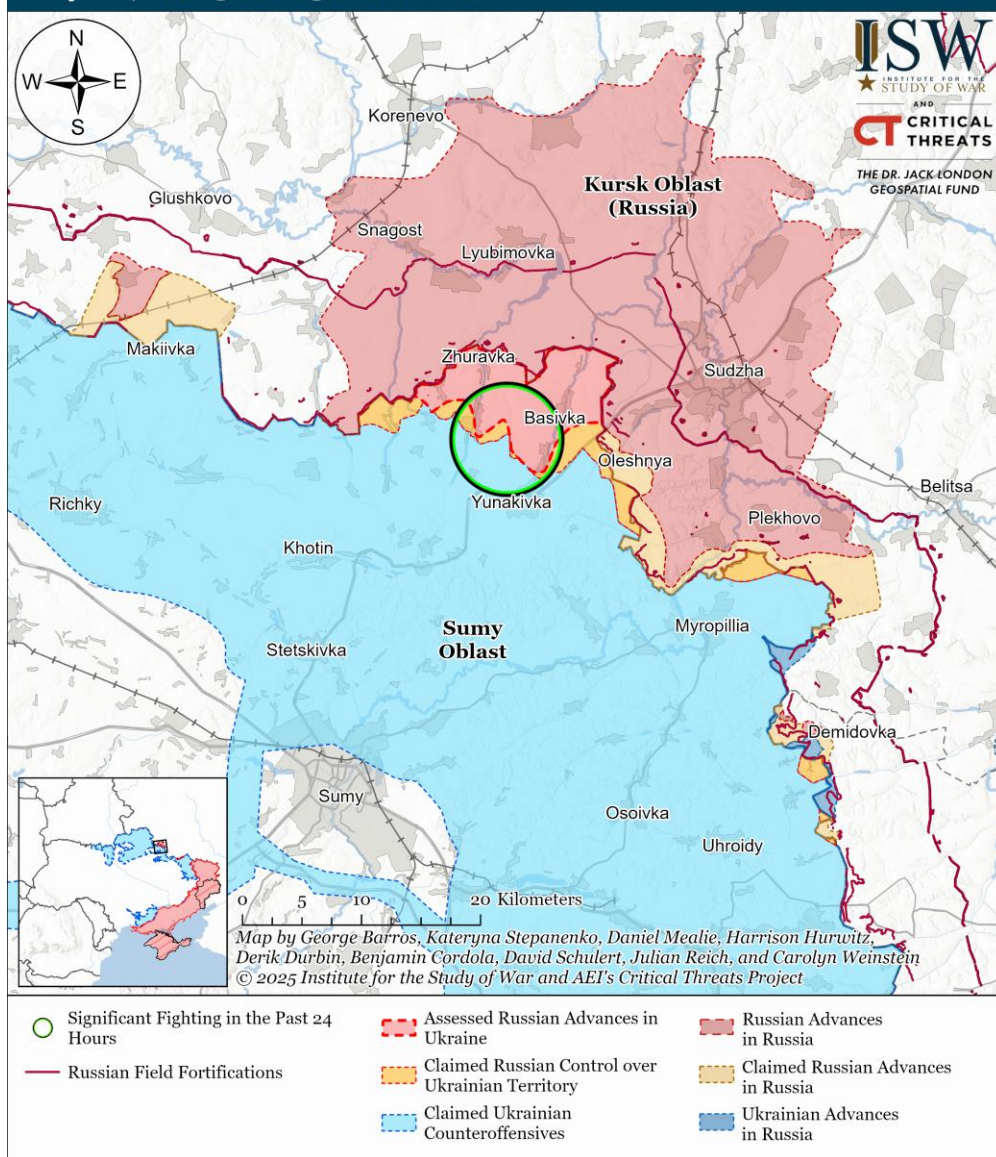 N
W E
S
ISW
INSTITUTE FOR THE
STUDY OF WAR
AND
CT CRITICAL
THREATS
THE DR. JACK LONDON
GEOSPATIAL FUND
Korenevo
Kursk Oblast
(Russia)
Glushkovo
Snagost
Lyubimovka
Makiivka
Zhuravka
Sudzha
Basivka
Oleshnya
Belitsa
Richky
Yunakivka
Plekhovo
Khotin
Sumy
Oblast
Myropillia
Stetskivka
Demidovka
Sumy
Osoivka
Uhroidy
0 5 10 20 Kilometers
Map by George Barros, Kateryna Stepanenko, Daniel Mealie, Harrison Hurwitz,
Derik Durbin, Benjamin Cordola, David Schulert, Julian Reich, and Carolyn Weinstein
© 2025 Institute for the Study of War and AEI's Critical Threats Project
Significant Fighting in the Past 24
Hours
Russian Field Fortifications
Assessed Russian Advances in
Ukraine
Claimed Russian Control over
Ukrainian Territory
Claimed Ukrainian
Counteroffensives
Russian Advances
in Russia
Claimed Russian Advances
in Russia
Ukrainian Advances
in Russia